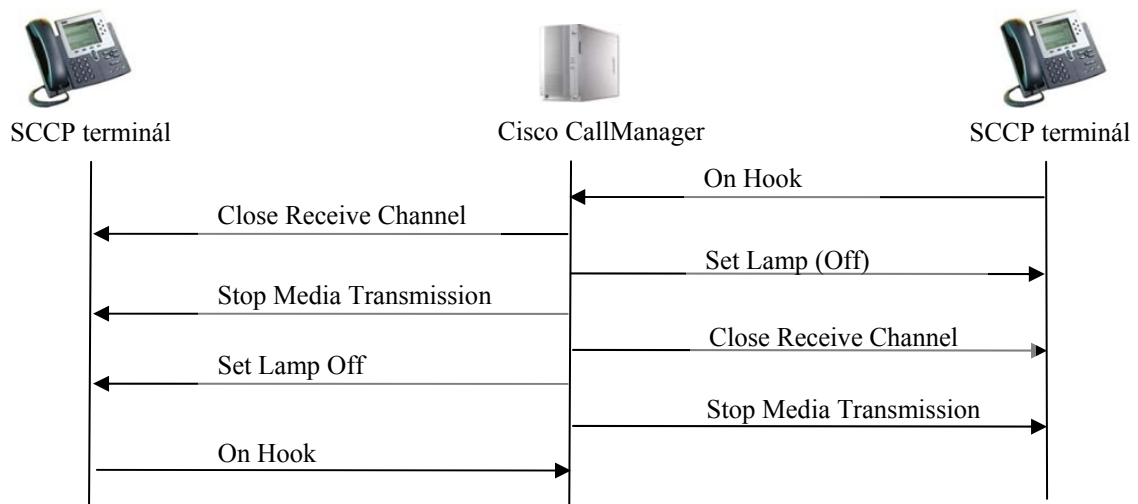 SCCP terminál
Cisco CallManager
SCCP terminál
On Hook
Close Receive Channel
Set Lamp (Off)
Stop Media Transmission
Close Receive Channel
Set Lamp Off
Stop Media Transmission
On Hook